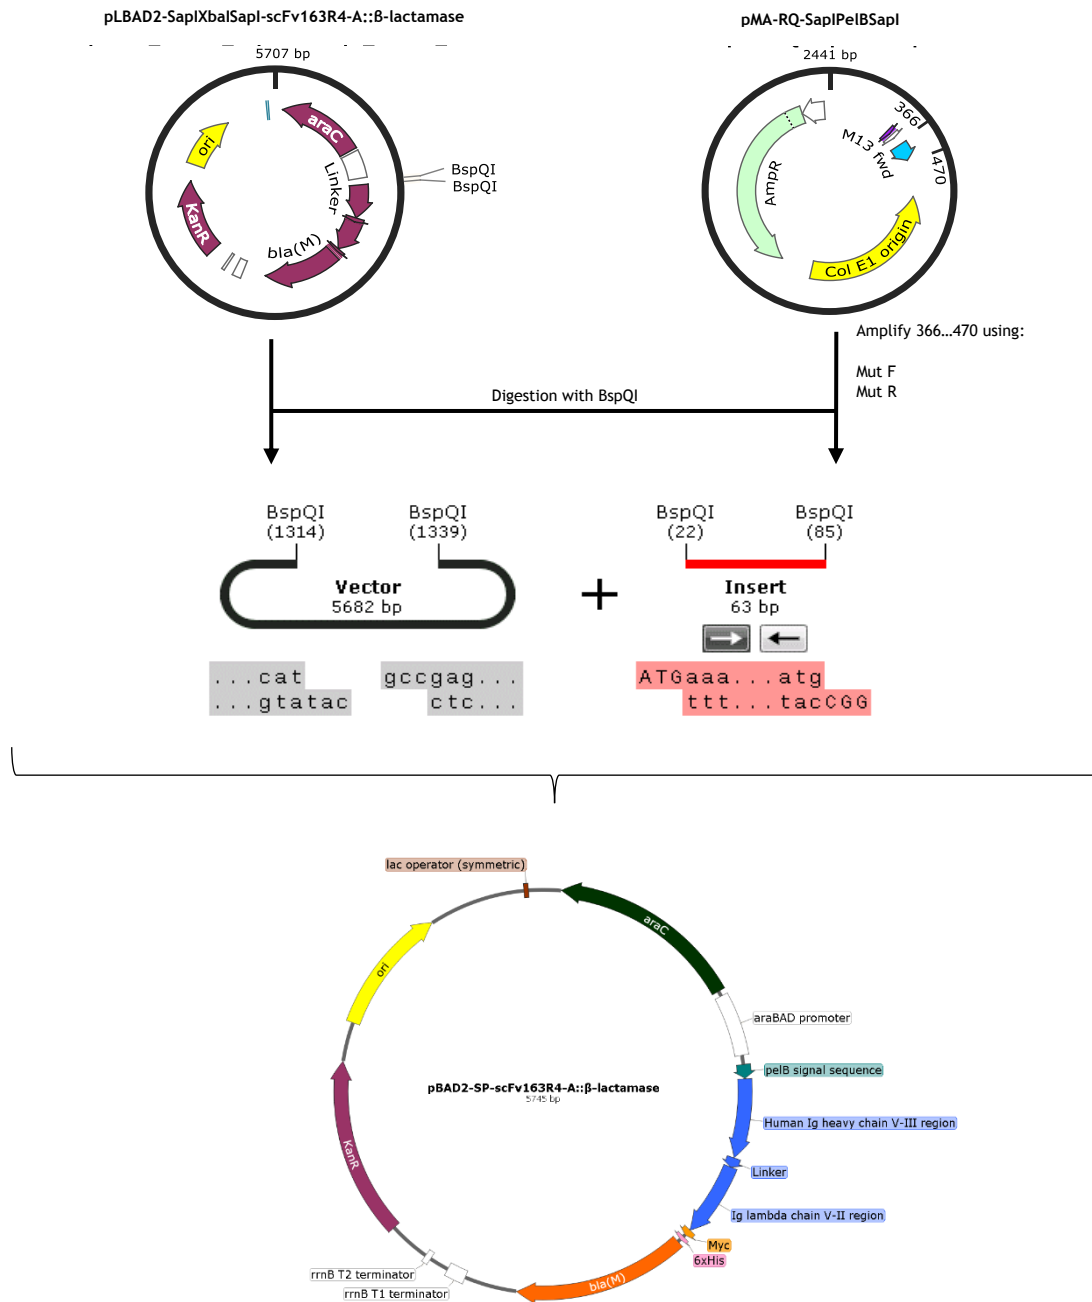 pLBAD2-SapIXbaISapI-scFv163R4-A::β-lactamase
pMA-RQ-SapIPelBSapI
5707 bp
araC
ori
Linker
KanR
bla(M)
BspQI
BspQI
2441 bp
366
M13 fwd
470
AmpR
Col E1 origin
Amplify 366...470 using:
Mut F
Mut R
Digestion with BspQI
BspQI
(1314)
BspQI
(1339)
BspQI
(22)
BspQI
(85)
Vector
5682 bp
+
Insert
63 bp
...cat
...gtatac
gccgag...
ctc...
ATGaaa...atg
ttt...tacCGG
lac operator (symmetric)
araC
ori
araBAD promoter
pelB signal sequence
pBAD2-SP-scFv163R4-A::β-lactamase
5745 bp
Human Ig heavy chain V-III region
KanR
Linker
Ig lambda chain V-II region
Myc
6xHis
rrnB T2 terminator
rrnB T1 terminator
bla(M)